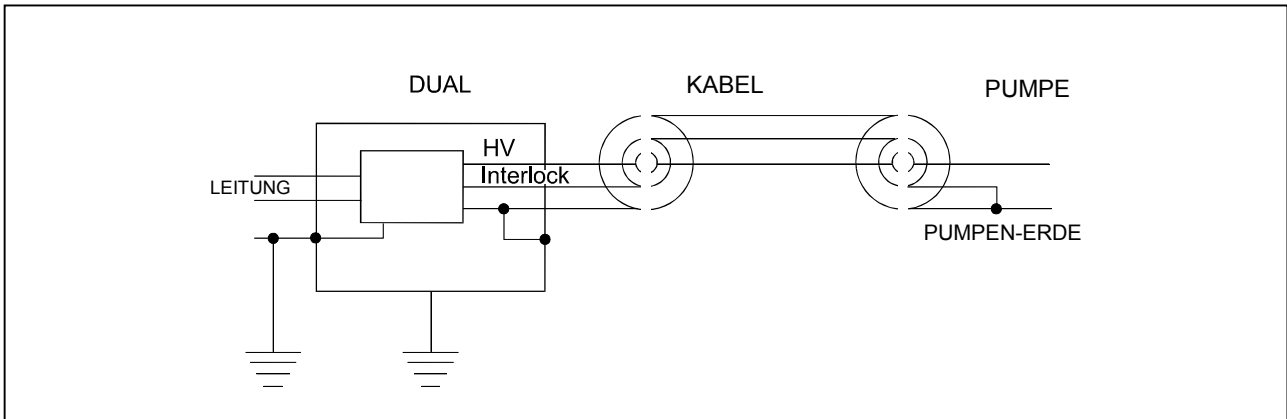 DUAL
KABEL
PUMPE
HV
Interlock
LEITUNG
PUMPEN-ERDE